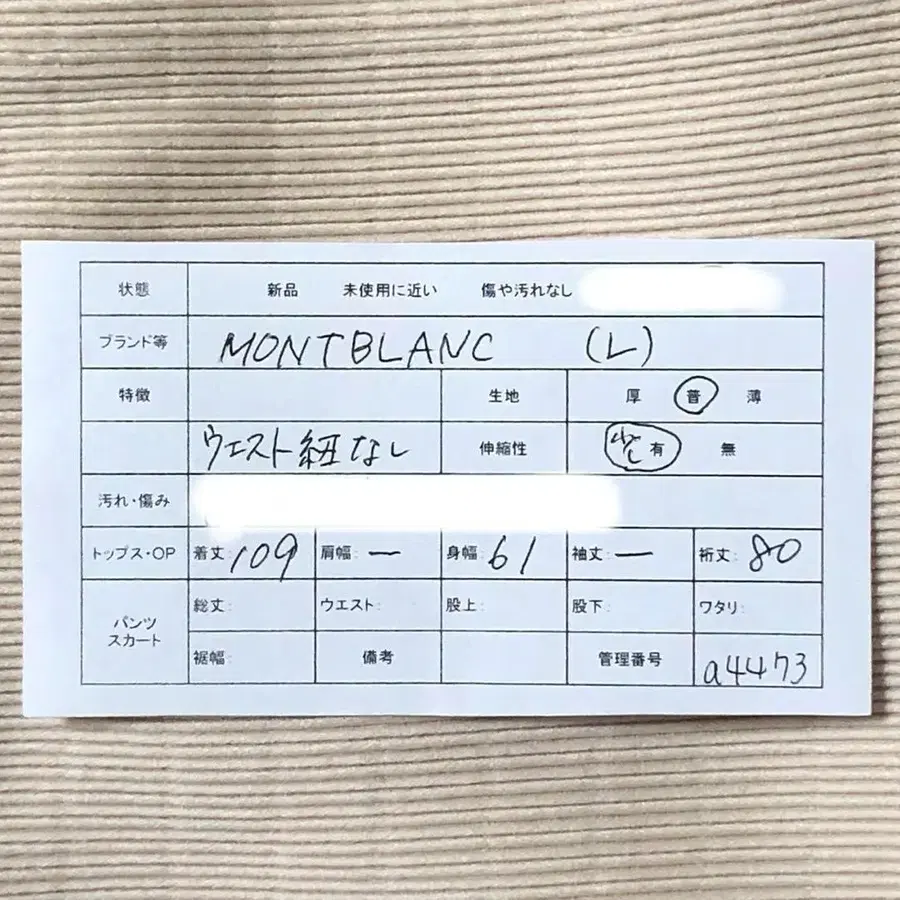 状態 新品 未使用に近い 傷や汚れなし
ブランド等 MONTBLANC (L)
特徴 生地 厚 普 薄
ウエスト紐なし 伸縮性 少し有 無
汚れ・傷み
トップス・OP 着丈: 109 肩幅: ー 身幅: 61 袖丈: ー 裄丈: 80
パンツ スカート 総丈: ウエスト: 股上: 股下: ワタリ:
裾幅: 備考 管理番号 a4473